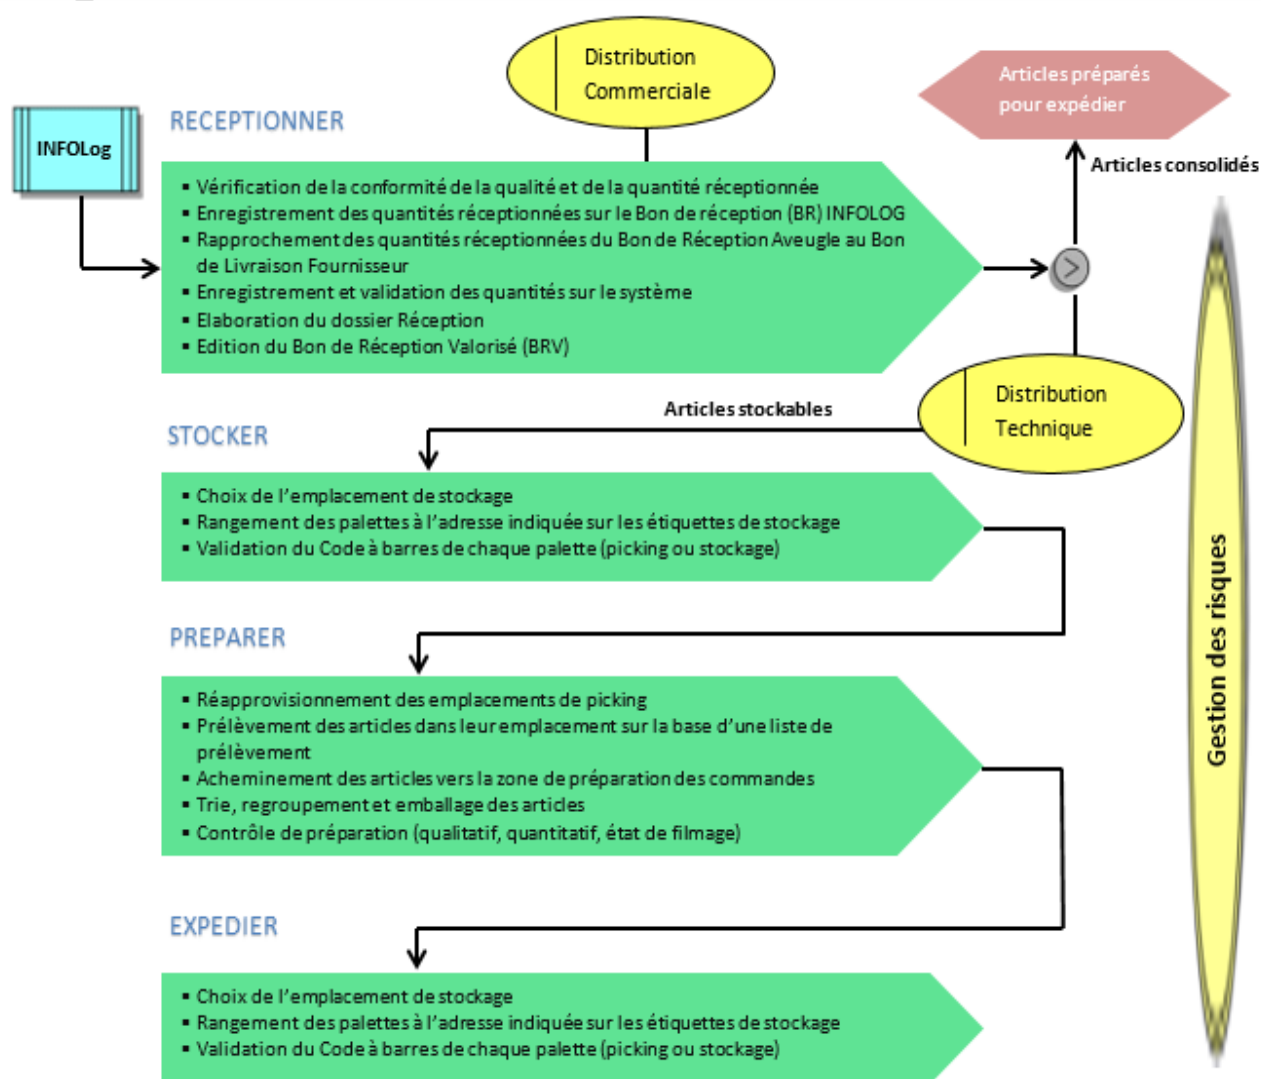 Distribution
Commerciale
Articles préparés
pour expédier
INFOLog
RECEPTIONNER
Articles consolidés
▪ Vérification de la conformité de la qualité et de la quantité réceptionnée
▪ Enregistrement des quantités réceptionnées sur le Bon de réception (BR) INFOLOG
▪ Rapprochement des quantités réceptionnées du Bon de Réception Aveugle au Bon
de Livraison Fournisseur
▪ Enregistrement et validation des quantités sur le système
▪ Elaboration du dossier Réception
▪ Edition du Bon de Réception Valorisé (BRV)
>
Distribution
Technique
Articles stockables
STOCKER
▪ Choix de l'emplacement de stockage
▪ Rangement des palettes à l'adresse indiquée sur les étiquettes de stockage
▪ Validation du Code à barres de chaque palette (picking ou stockage)
PREPARER
▪ Réapprovisionnement des emplacements de picking
▪ Prélèvement des articles dans leur emplacement sur la base d'une liste de
prélèvement
▪ Acheminement des articles vers la zone de préparation des commandes
▪ Trie, regroupement et emballage des articles
▪ Contrôle de préparation (qualitatif, quantitatif, état de filmage)
EXPEDIER
▪ Choix de l'emplacement de stockage
▪ Rangement des palettes à l'adresse indiquée sur les étiquettes de stockage
▪ Validation du Code à barres de chaque palette (picking ou stockage)
Gestion des risques